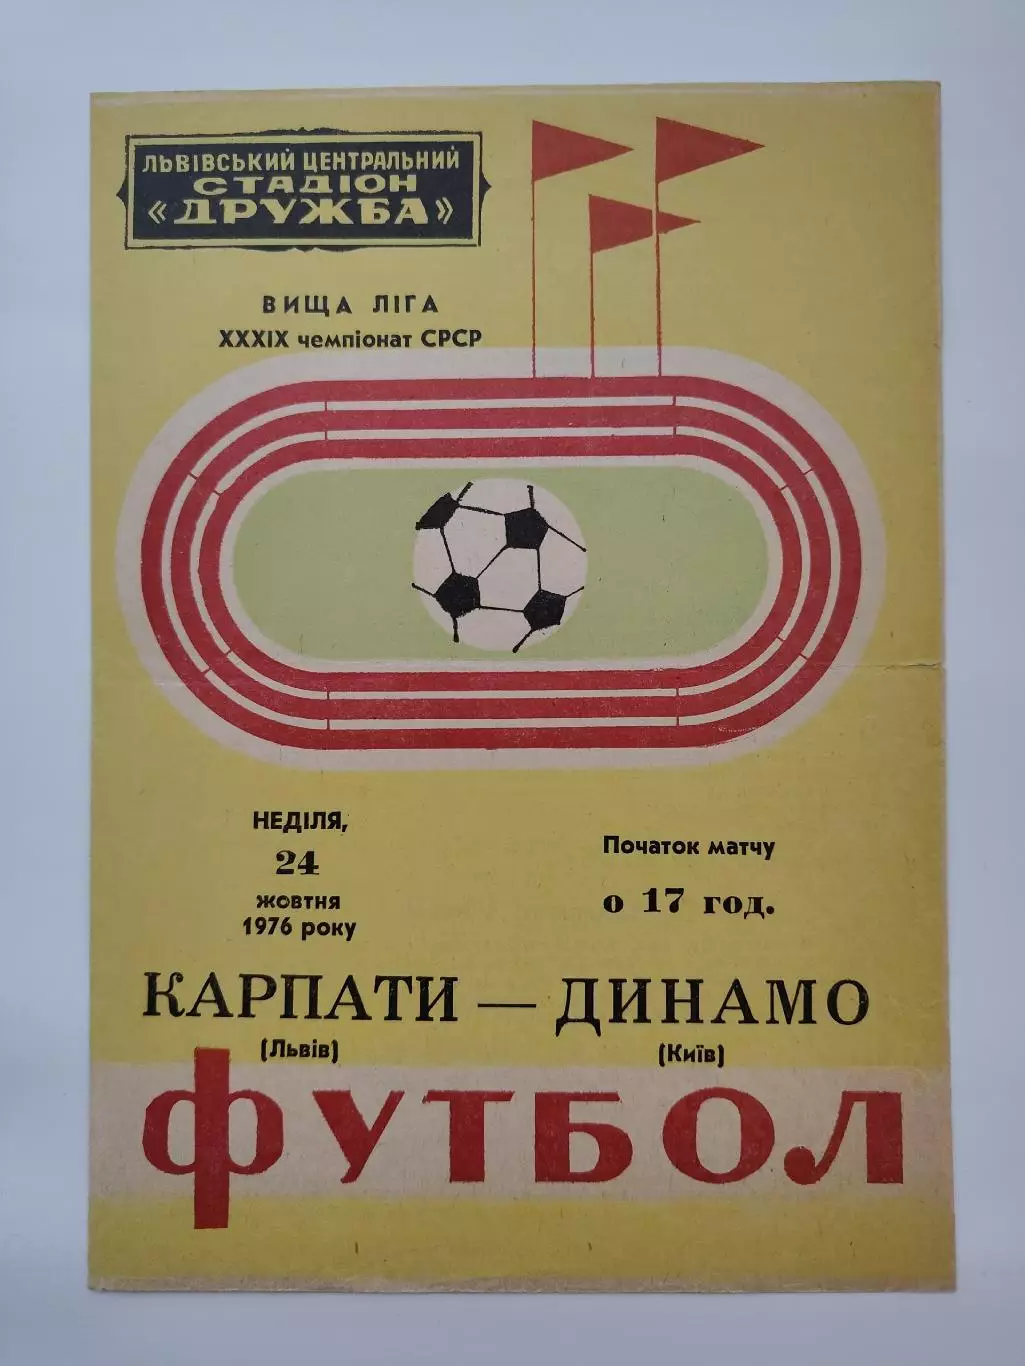 ЛЬВІВСЬКИЙ ЦЕНТРАЛЬНИЙ
СТАДІОН
«ДРУЖБА»
ВИЩА ЛІГА
XXXIX чемпіонат СРСР
НЕДІЛЯ,
24
жовтня
1976 року
Початок матчу
о 17 год.
КАРПАТИ — ДИНАМО
(Львів) (Київ)
ФУТБОЛ